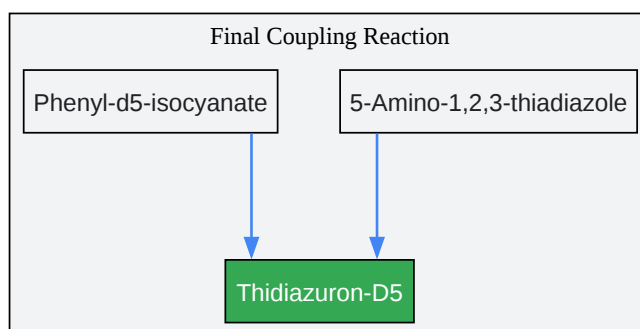 Final Coupling Reaction
Phenyl-d5-isocyanate
5-Amino-1,2,3-thiadiazole
Thidiazuron-D5